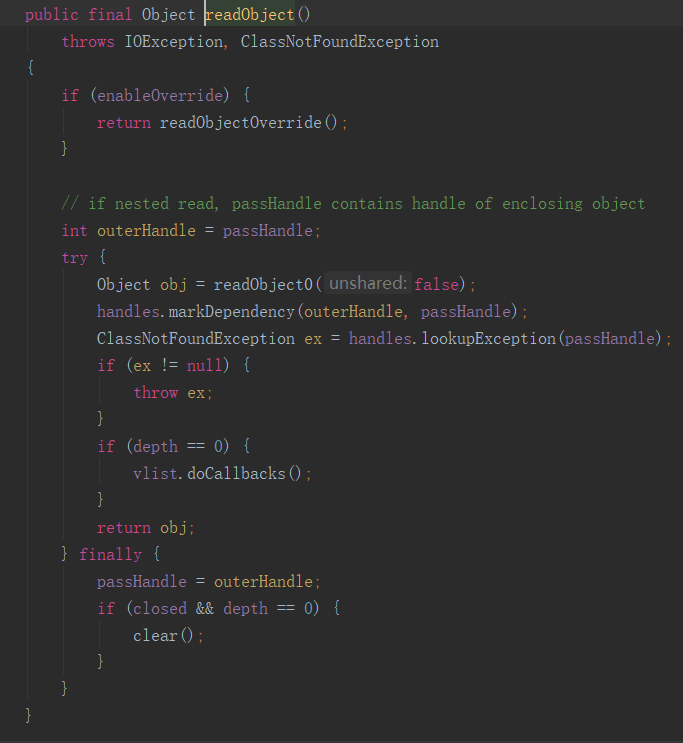 public final Object readObject()
    throws IOException, ClassNotFoundException
{
    if (enableOverride) {
        return readObjectOverride();
    }
    // if nested read, passHandle contains handle of enclosing object
    int outerHandle = passHandle;
    try {
        Object obj = readObject0( unshared: false);
        handles.markDependency(outerHandle, passHandle);
        ClassNotFoundException ex = handles.lookupException(passHandle);
        if (ex != null) {
            throw ex;
        }
        if (depth == 0) {
            vlist.doCallbacks();
        }
        return obj;
    } finally {
        passHandle = outerHandle;
        if (closed && depth == 0) {
            clear();
        }
    }
}